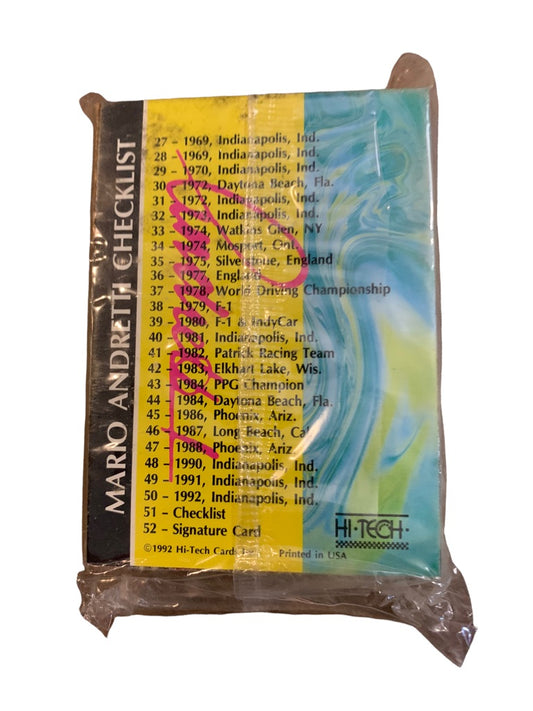 MARIO ANDRETTI CHECKLIST
27 - 1969, Indianapolis, Ind.
28 - 1969, Indianapolis, Ind.
29 - 1970, Indianapolis, Ind.
30 - 1972, Daytona Beach, Fla.
31 - 1972, Indianapolis, Ind.
32 - 1973, Indianapolis, Ind.
33 - 1974, Watkins Glen, NY
34 - 1974, Mosport, Ont.
35 - 1975, Silverstone, England
36 - 1977, England
37 - 1978, World Driving Championship
38 - 1979, F-1
39 - 1980, F-1 & IndyCar
40 - 1981, Indianapolis, Ind.
41 - 1982, Patrick Racing Team
42 - 1983, Elkhart Lake, Wis.
43 - 1984, PPG Champion
44 - 1984, Daytona Beach, Fla.
45 - 1986, Phoenix, Ariz.
46 - 1987, Long Beach, Cal
47 - 1988, Phoenix, Ariz
48 - 1990, Indianapolis, Ind.
49 - 1991, Indianapolis, Ind.
50 - 1992, Indianapolis, Ind.
51 - Checklist
52 - Signature Card
©1992 Hi-Tech Cards Printed in USA
HI·TECH·